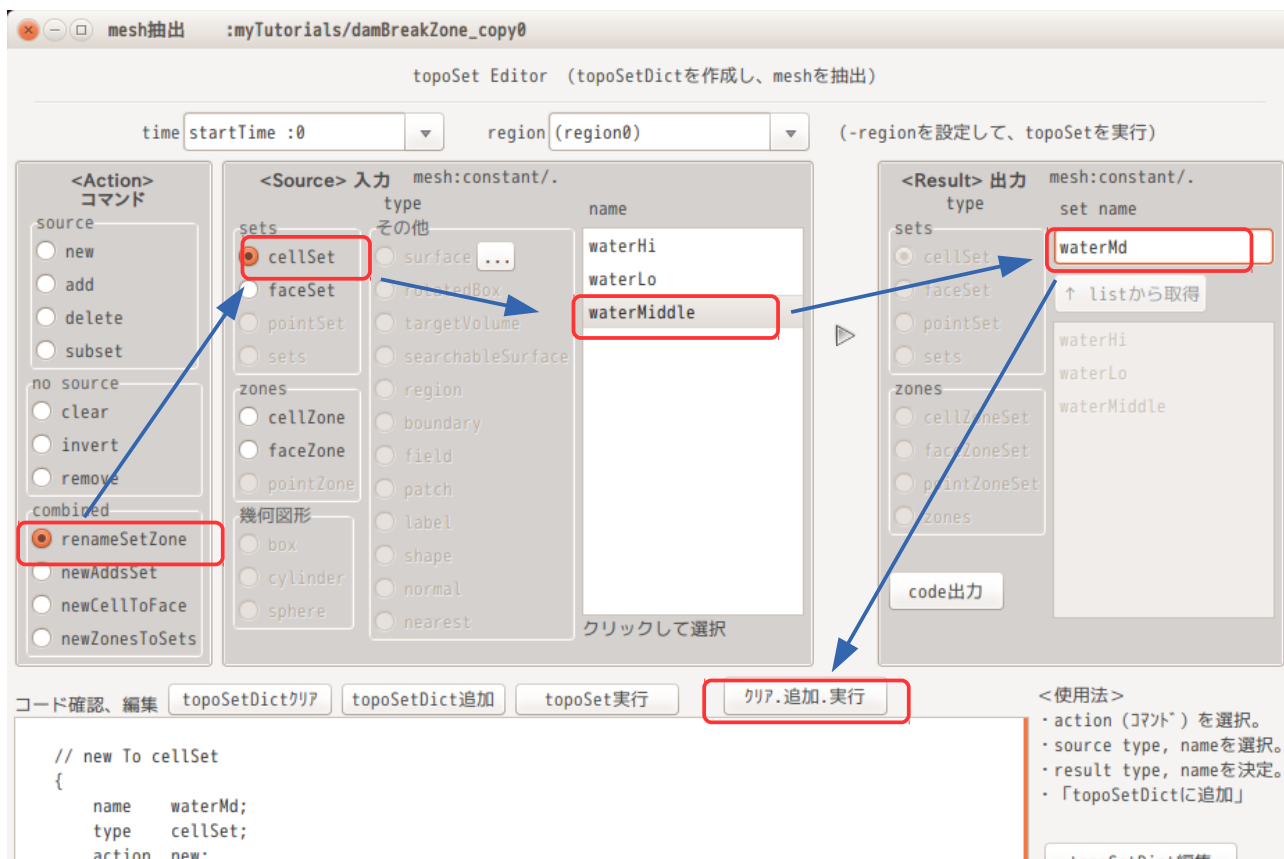 mesh抽出 :myTutorials/damBreakZone_copy0
topoSet Editor （topoSetDictを作成し、meshを抽出）
time startTime :0 region (region0) (-regionを設定して、topoSetを実行)
<Action>
コマンド
source
new
add
delete
subset
no source
clear
invert
remove
combined
renameSetZone
newAddsSet
newCellToFace
newZonesToSets
<Source> 入力 mesh:constant/.
type
sets
cellSet
faceSet
pointSet
sets
zones
cellZone
faceZone
pointZone
幾何図形
box
cylinder
sphere
その他
surface ...
rotatedBox
targetVolume
searchableSurface
region
boundary
field
patch
label
shape
normal
nearest
name
waterHi
waterLo
waterMiddle
クリックして選択
<Result> 出力 mesh:constant/.
type
sets
cellSet
faceSet
pointSet
sets
zones
cellZoneSet
faceZoneSet
pointZoneSet
zones
code出力
set name
waterMd
↑ listから取得
waterHi
waterLo
waterMiddle
コード確認、編集 topoSetDictｸﾘｱ topoSetDict追加 topoSet実行 ｸﾘｱ.追加.実行
// new To cellSet
{
name waterMd;
type cellSet;
action new;
<使用法>
・action (ｺﾏﾝﾄﾞ) を選択。
・source type, nameを選択。
・result type, nameを決定。
・「topoSetDictに追加」
topoSetDict編集